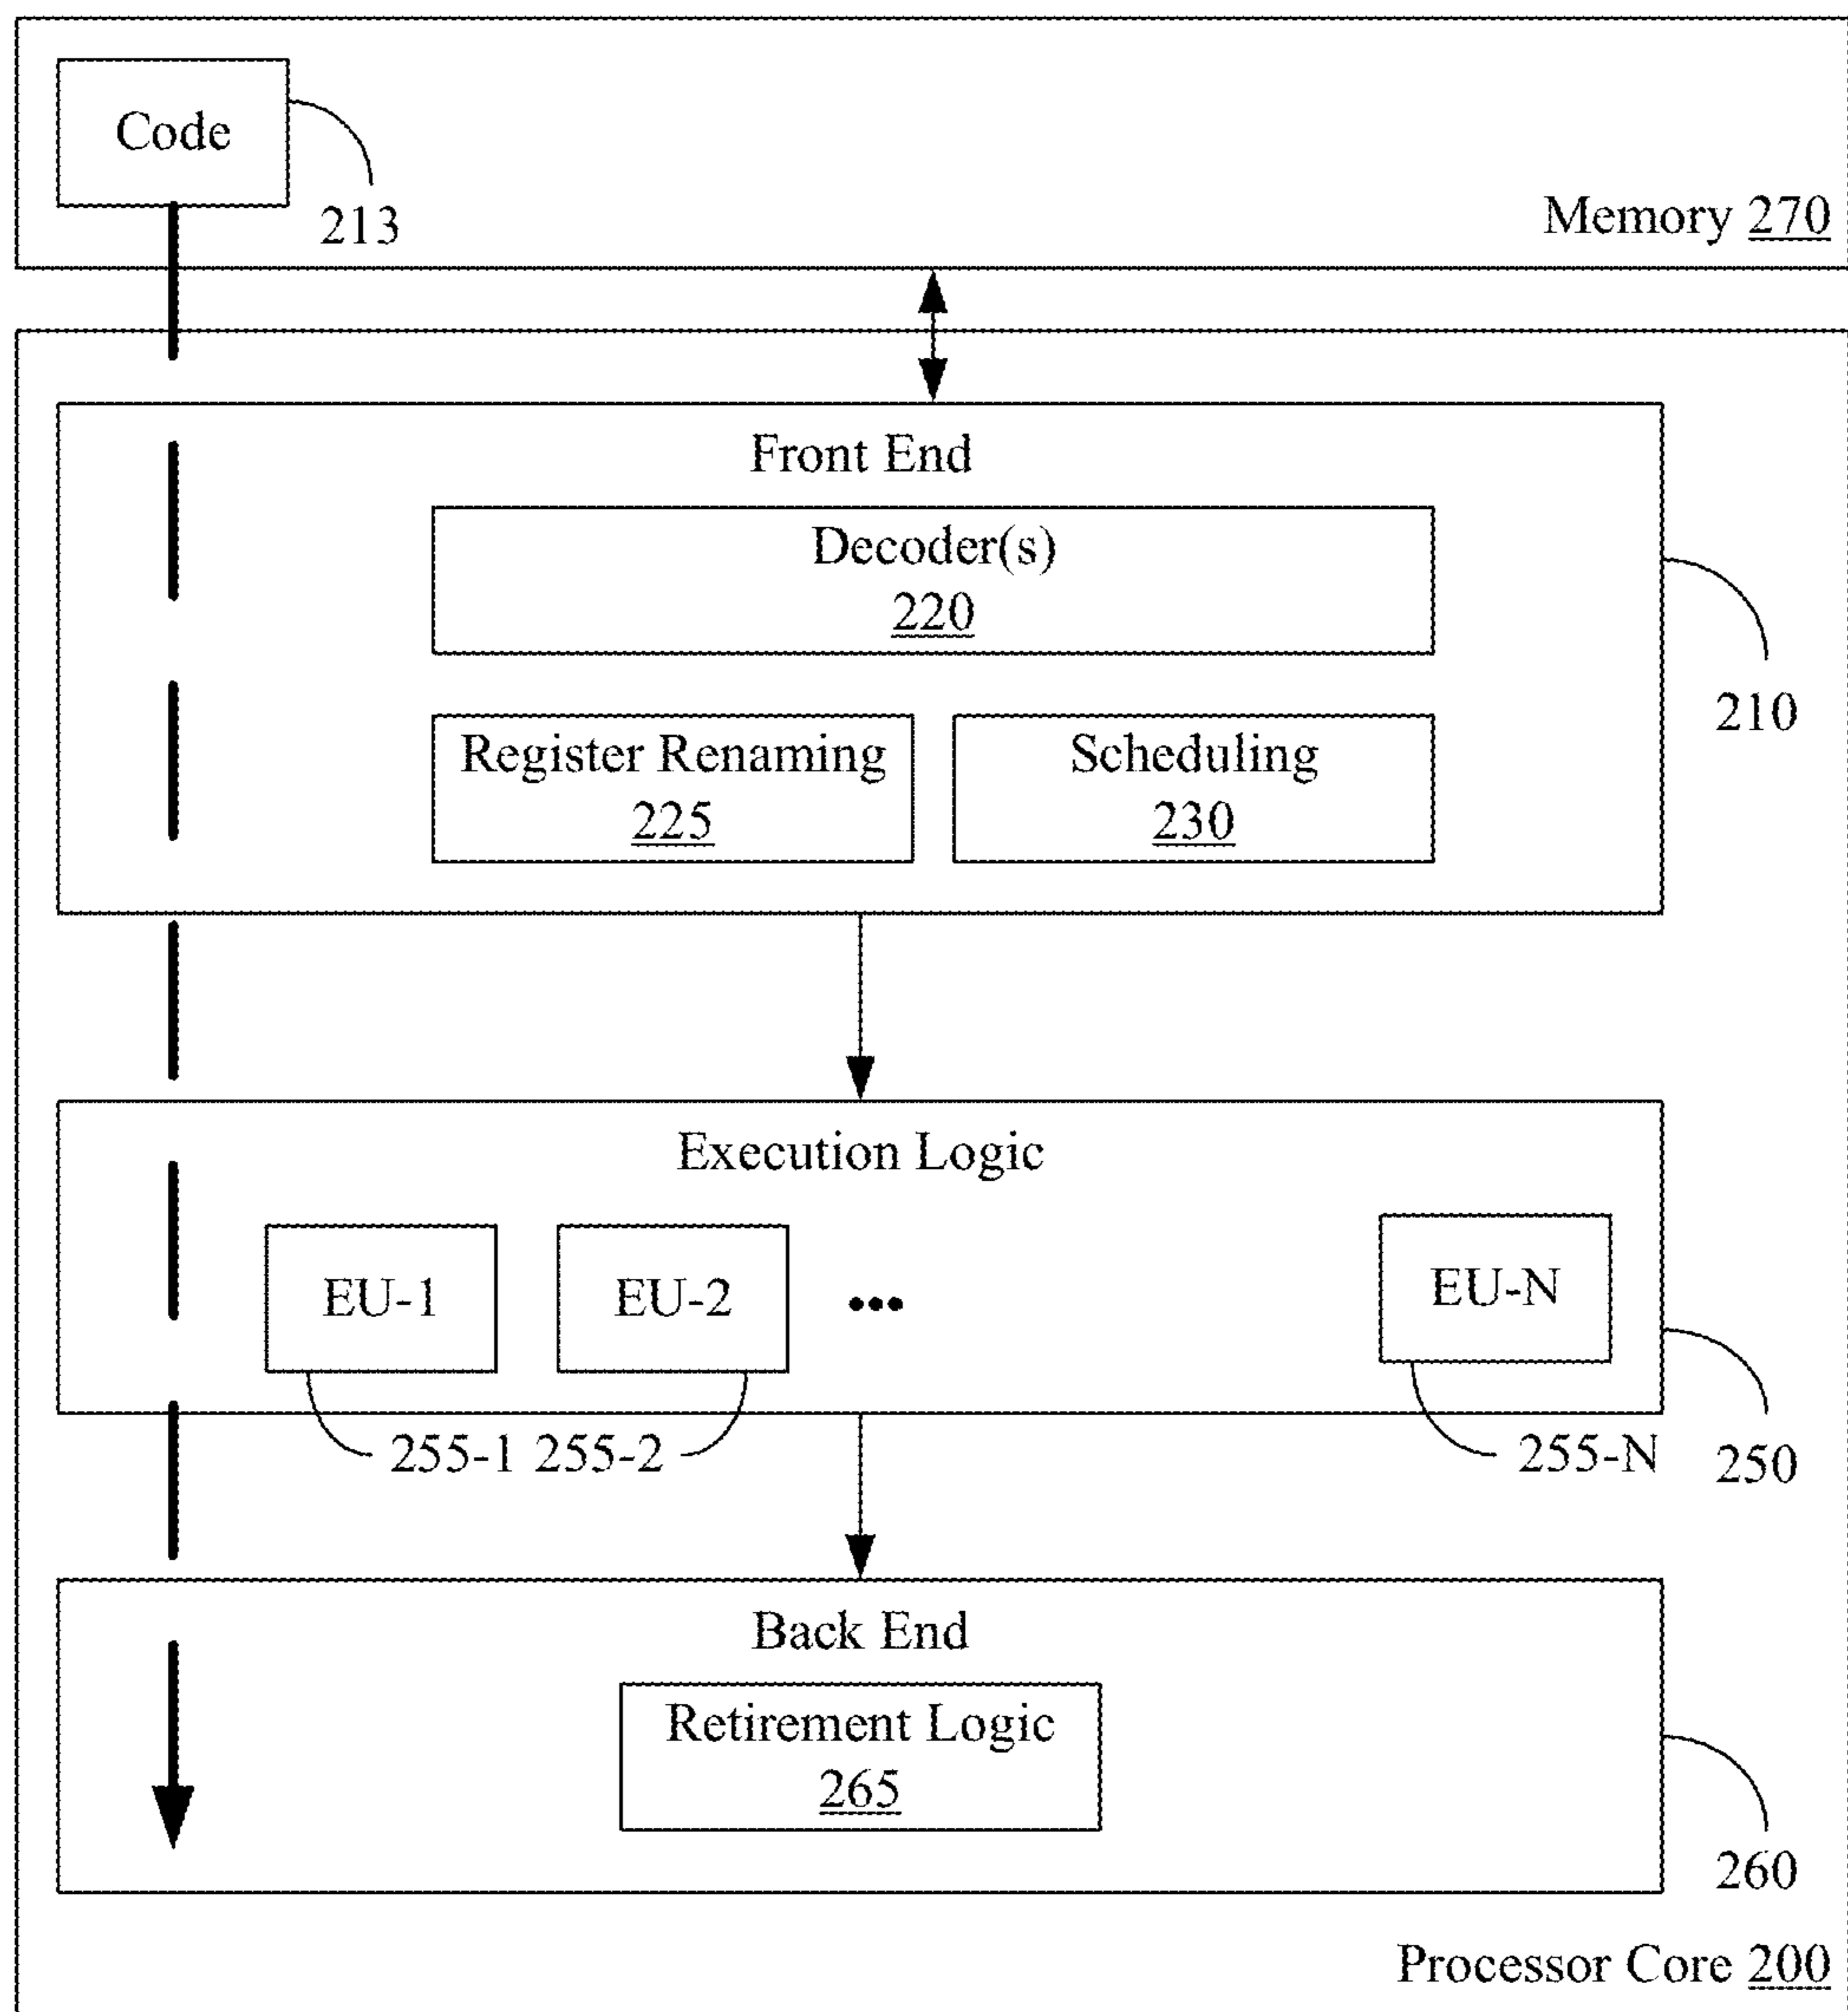 Code
213
Memory 270
Front End
Decoder(s)
220
210
Register Renaming
225
Scheduling
230
Execution Logic
EU-1
EU-2
•••
EU-N
255-1 255-2
255-N
250
Back End
Retirement Logic
265
260
Processor Core 200